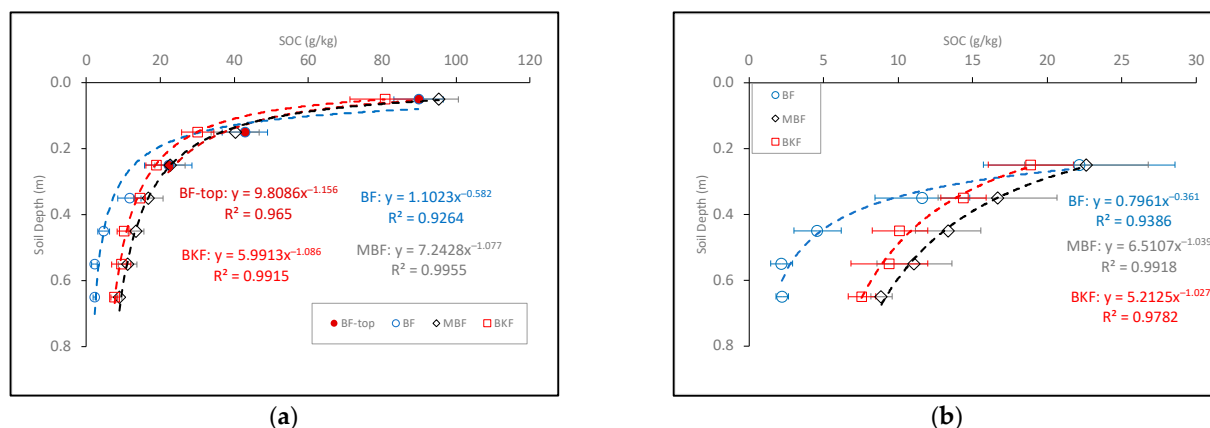 SOC (g/kg)
0 20 40 60 80 100 120
0.0
0.2
0.4
0.6
0.8
Soil Depth (m)
BF-top: y = 9.8086x⁻¹·¹⁵⁶
R² = 0.965
BF: y = 1.1023x⁻⁰·⁵⁸²
R² = 0.9264
BKF: y = 5.9913x⁻¹·⁰⁸⁶
R² = 0.9915
MBF: y = 7.2428x⁻¹·⁰⁷⁷
R² = 0.9955
BF-top BF MBF BKF
(a)
SOC (g/kg)
0 5 10 15 20 25 30
0.0
0.2
0.4
0.6
0.8
Soil Depth (m)
BF
MBF
BKF
BF: y = 0.7961x⁻⁰·³⁶¹
R² = 0.9386
MBF: y = 6.5107x⁻¹·⁰³⁹
R² = 0.9918
BKF: y = 5.2125x⁻¹·⁰²⁷
R² = 0.9782
(b)